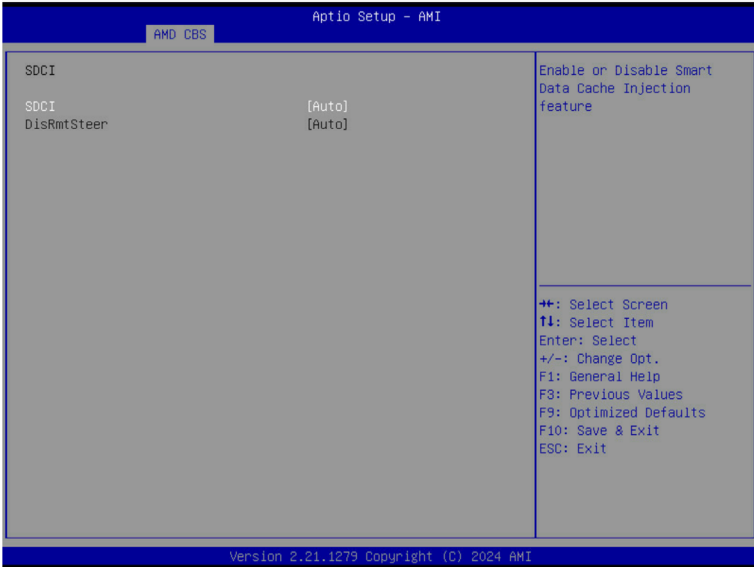 Aptio Setup - AMI
AMD CBS
SDCI
SDCI [Auto]
DisRmtSteer [Auto]
Enable or Disable Smart
Data Cache Injection
feature
→←: Select Screen
↑↓: Select Item
Enter: Select
+/-: Change Opt.
F1: General Help
F3: Previous Values
F9: Optimized Defaults
F10: Save & Exit
ESC: Exit
Version 2.21.1279 Copyright (C) 2024 AMI